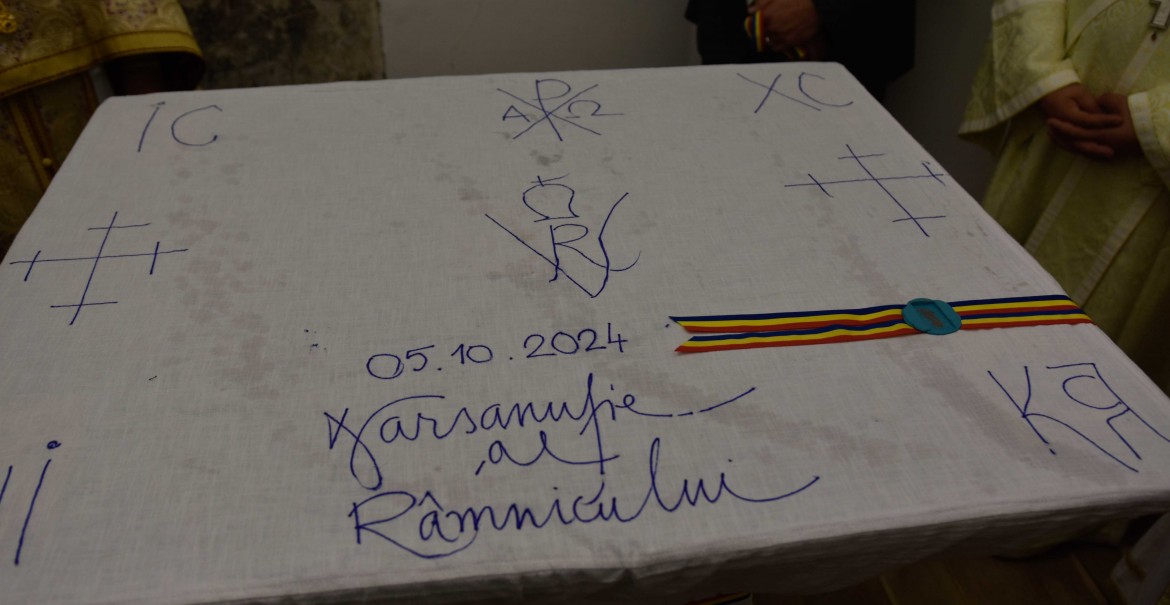 IC
Α Ρ Ω
XC
05.10.2024
Varsanufie
al
Râmnicului